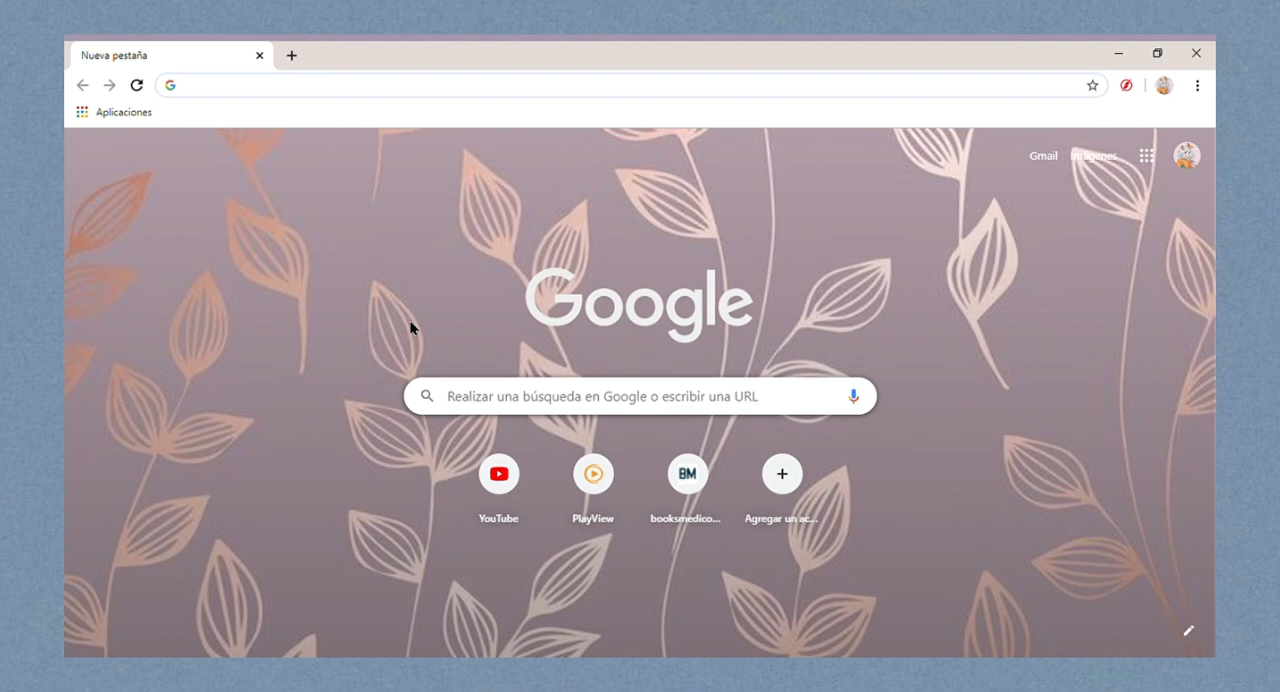 Nueva pestaña
Aplicaciones
Gmail Imágenes
Google
Realizar una búsqueda en Google o escribir una URL
YouTube PlayView BM booksmedico... Agregar un ac...